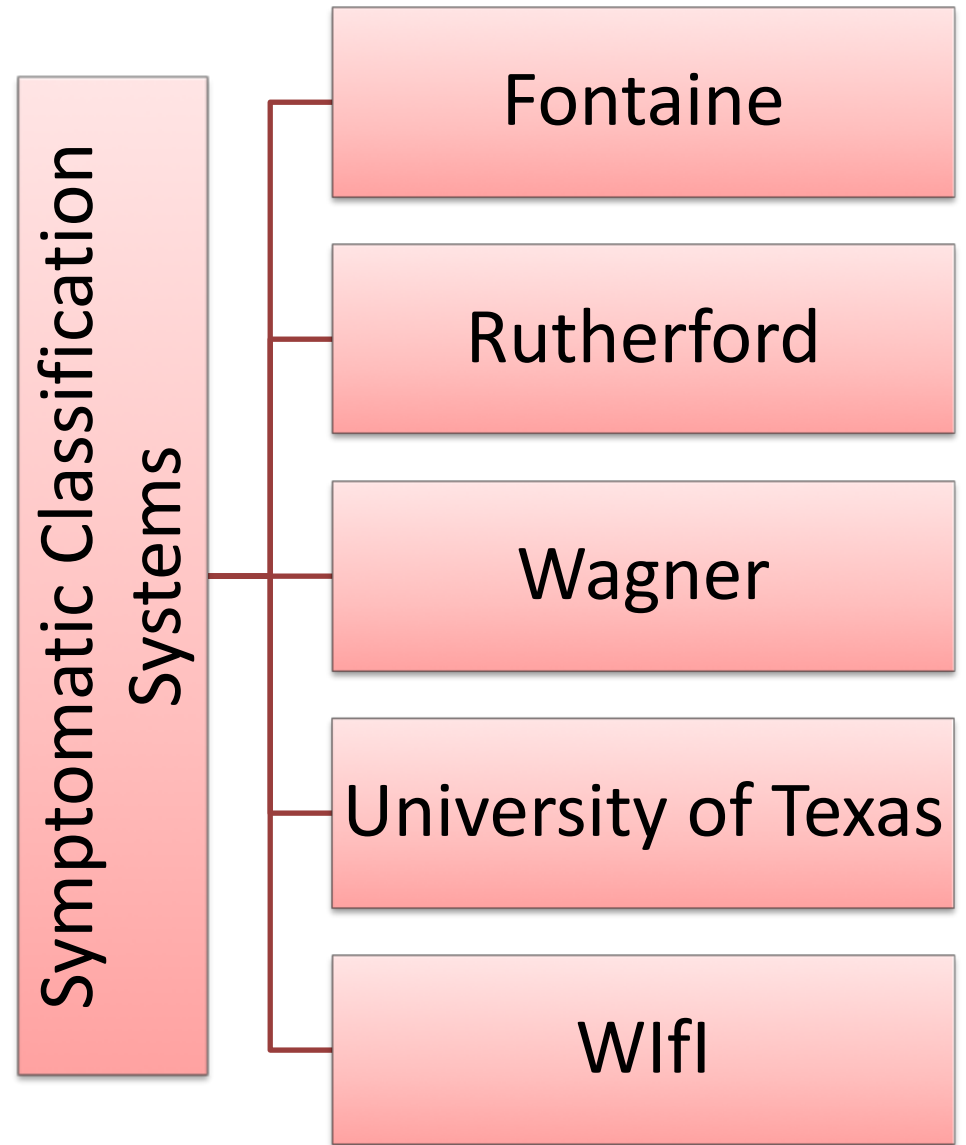 Symptomatic Classification
Systems
Fontaine
Rutherford
Wagner
University of Texas
WIfI